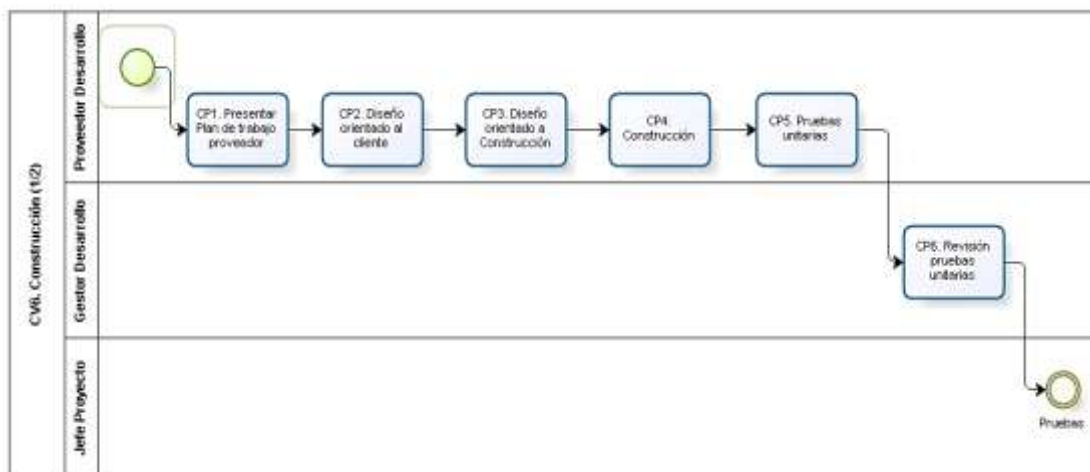 CV6. Construcción (1/2)
Proveedor Desarrollo
CP1. Presentar
Plan de trabajo
proveedor
CP2. Diseño
orientado al
cliente
CP3. Diseño
orientado a
Construcción
CP4.
Construcción
CP5. Pruebas
unitarias
Gestor Desarrollo
CP6. Revisión
pruebas
unitarias
Jefe Proyecto
Pruebas